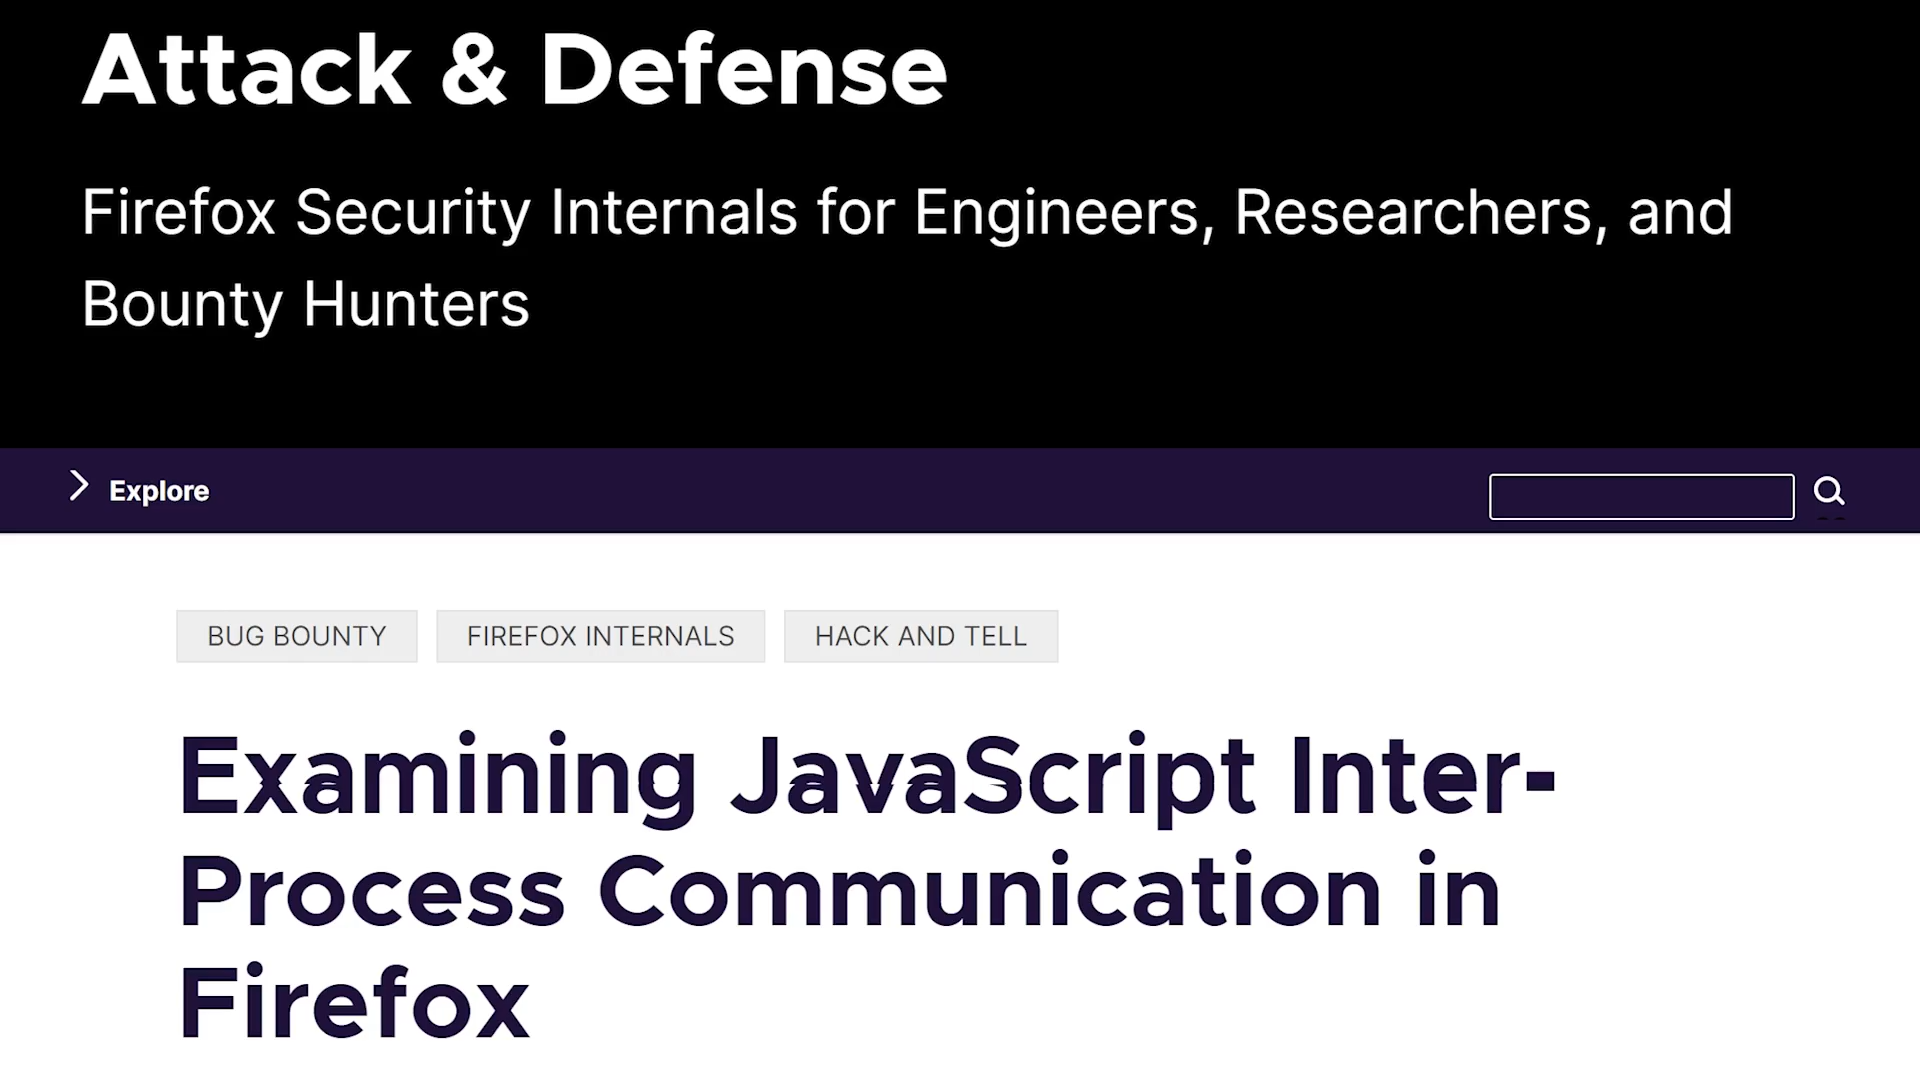 Attack & Defense
Firefox Security Internals for Engineers, Researchers, and
Bounty Hunters
Explore
BUG BOUNTY FIREFOX INTERNALS HACK AND TELL
Examining JavaScript Inter-
Process Communication in
Firefox